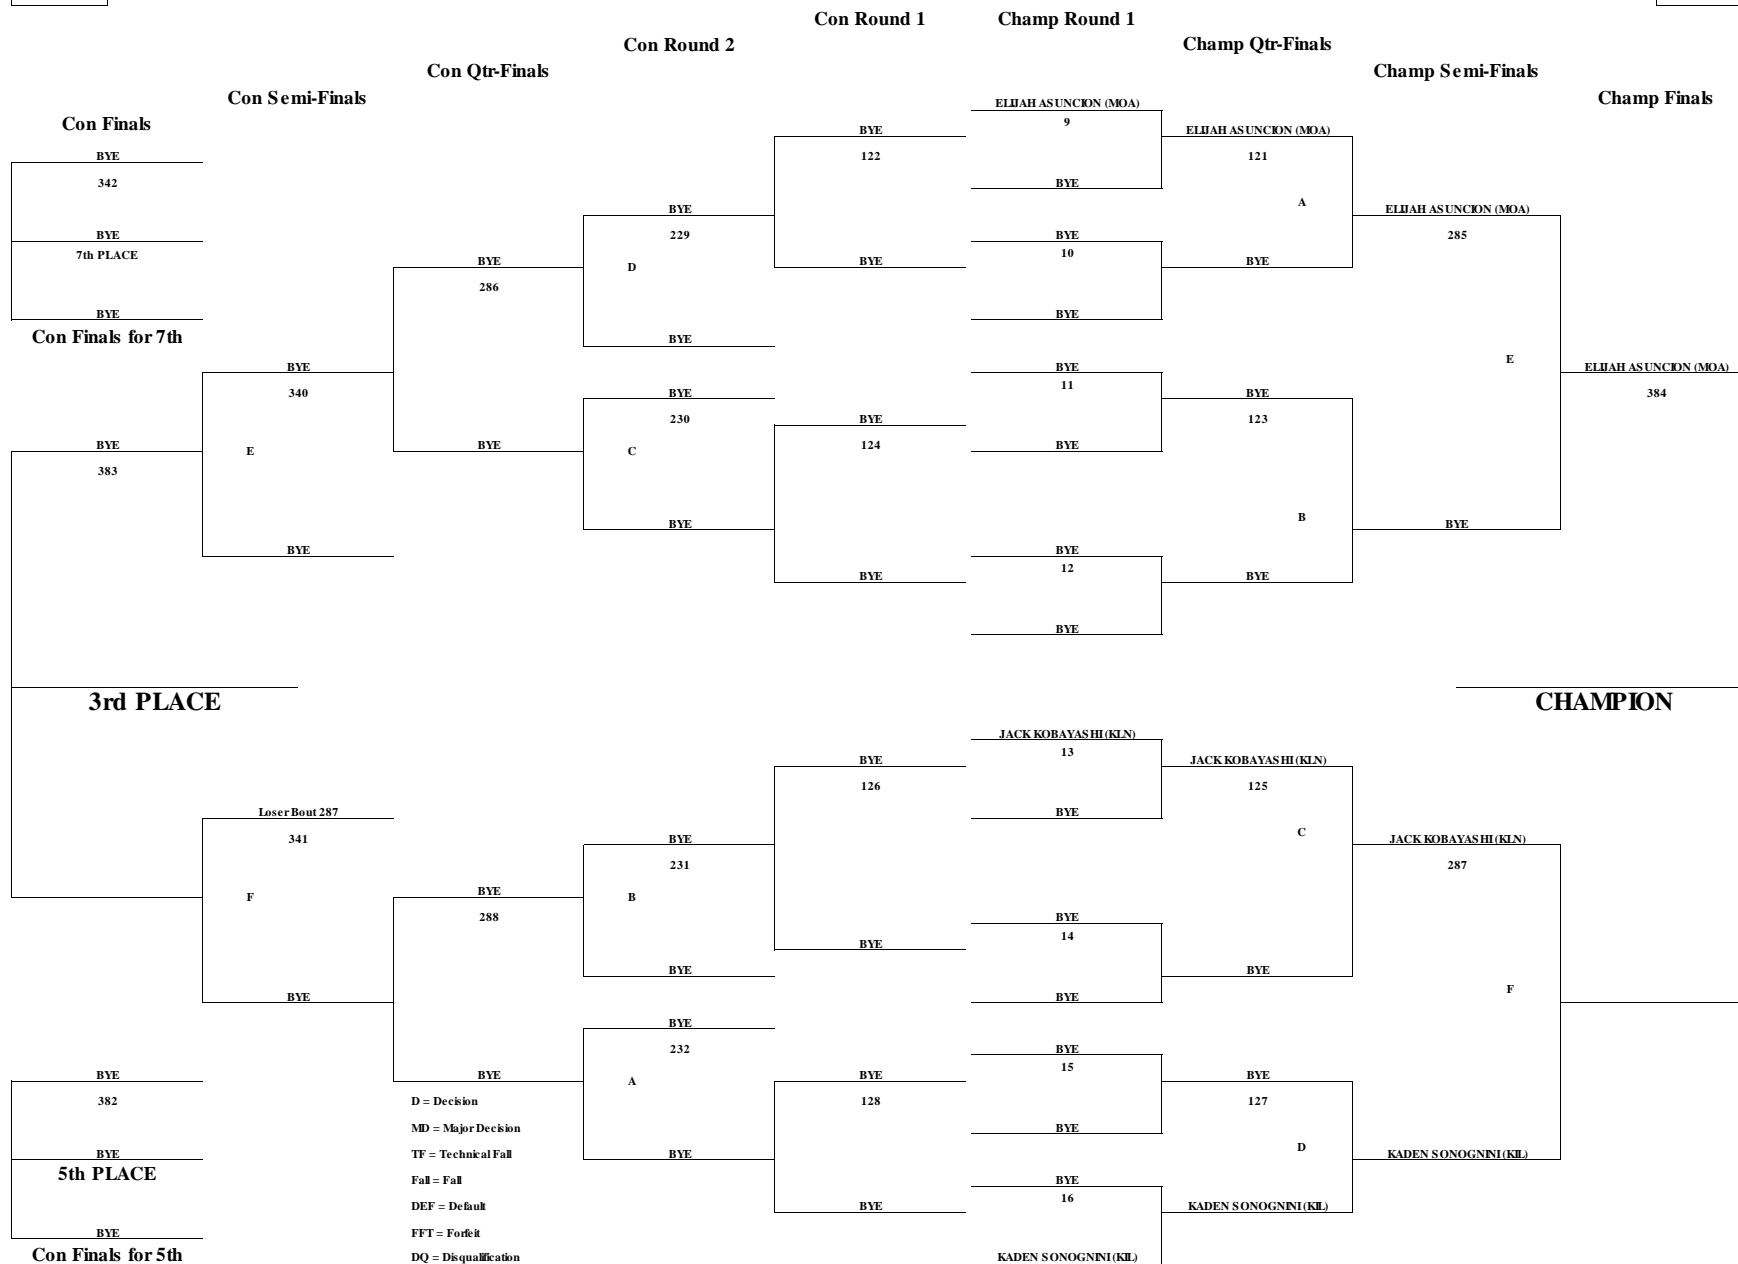 Con Round 1 Champ Round 1
Con Round 2 Champ Qtr-Finals
Con Qtr-Finals Champ Semi-Finals
Con Semi-Finals Champ Finals
ELIJAH ASUNCION (MOA)
Con Finals 9
BYE ELIJAH ASUNCION (MOA)
BYE 122 121
342 BYE
A
BYE ELIJAH ASUNCION (MOA)
BYE 229 BYE 285
7th PLACE 10
BYE D BYE BYE
286
BYE BYE
Con Finals for 7th BYE
E
BYE BYE ELIJAH ASUNCION (MOA)
340 11 384
BYE BYE
230 BYE 123
BYE E BYE C 124 BYE
383
B
BYE BYE
BYE BYE
12
BYE BYE
BYE
3rd PLACE CHAMPION
JACK KOBAYASHI (KLN)
13
BYE JACK KOBAYASHI (KLN)
126 125
Loser Bout 287 BYE
C
341 BYE JACK KOBAYASHI (KLN)
231 287
F BYE B
288 BYE
14
BYE
BYE BYE
F
BYE BYE
BYE
232 BYE
15
BYE BYE A BYE BYE
382 D = Decision 128 127
MD = Major Decision BYE
D
BYE TF = Technical Fall BYE KADEN SONOGNINI (KIL)
5th PLACE Fall = Fall BYE
16
DEF = Default BYE KADEN SONOGNINI (KIL)
BYE FFT = Forfeit
Con Finals for 5th DQ = Disqualification KADEN SONOGNINI (KIL)